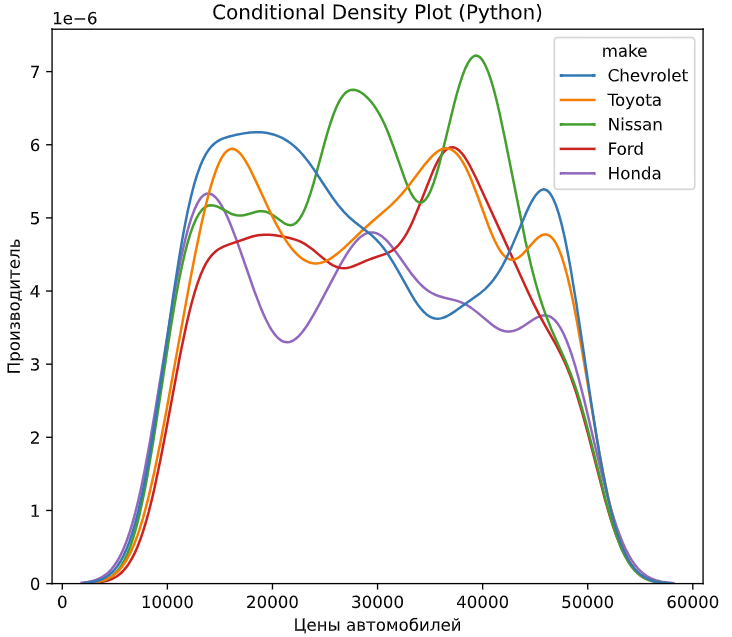 Conditional Density Plot (Python)
1e−6
make
Chevrolet
Toyota
Nissan
Ford
Honda
7
6
5
4
3
2
1
0
Производитель
0 10000 20000 30000 40000 50000 60000
Цены автомобилей